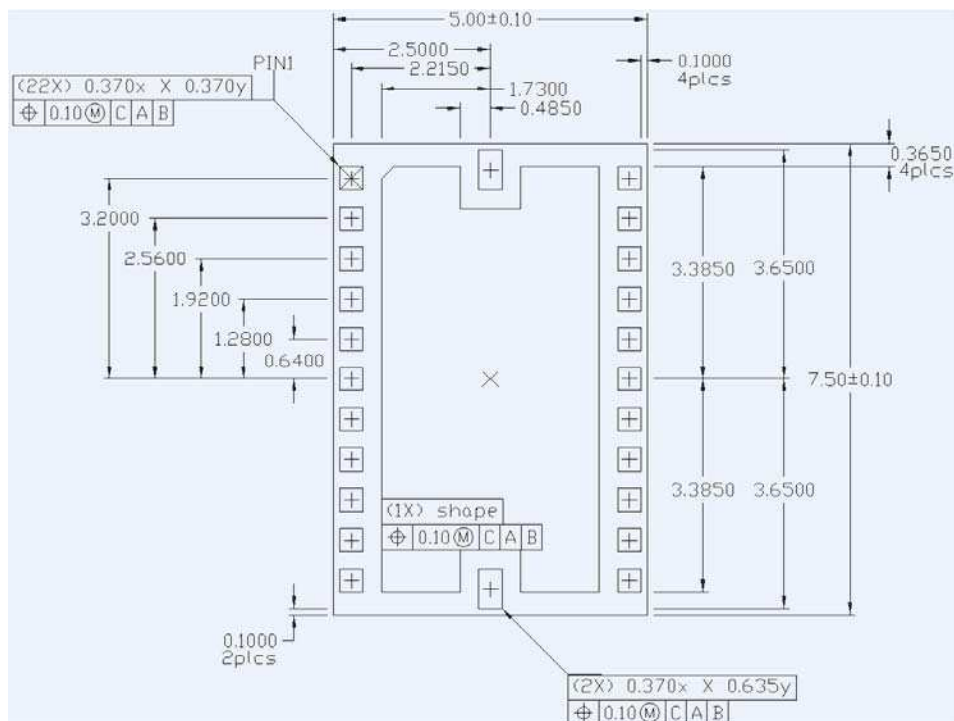 5.00±0.10
2.5000
PIN1
2.2150
0.1000
4plcs
(22X) 0.370x X 0.370y
1.7300
⌖ 0.10 Ⓜ C A B
0.4850
0.3650
4plcs
3.2000
2.5600
3.3850 3.6500
1.9200
1.2800
0.6400
7.50±0.10
3.3850 3.6500
(1X) shape
⌖ 0.10 Ⓜ C A B
0.1000
2plcs
(2X) 0.370x X 0.635y
⌖ 0.10 Ⓜ C A B